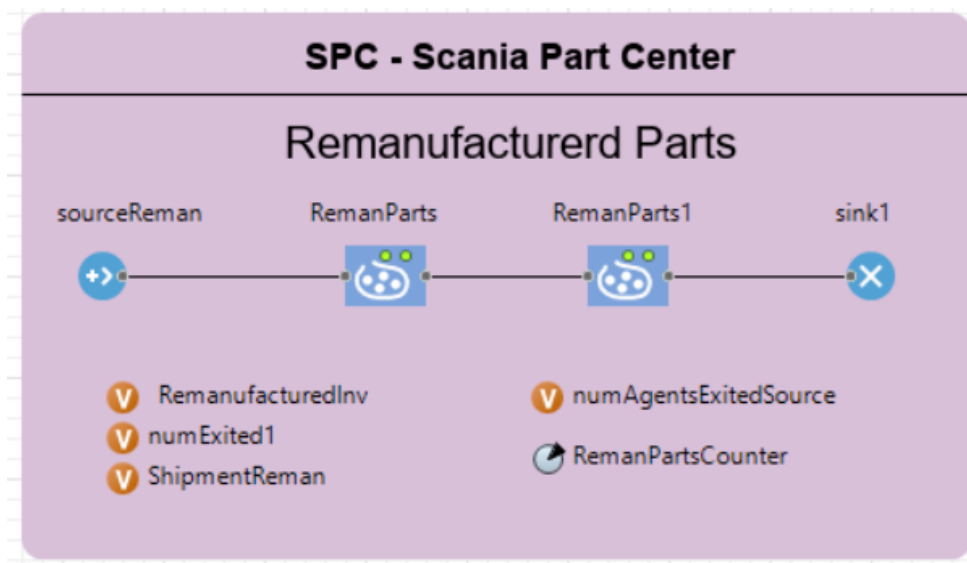 SPC - Scania Part Center
Remanufacturerd Parts
sourceReman RemanParts RemanParts1 sink1
V RemanufacturedInv V numAgentsExitedSource
V numExited1
V ShipmentReman RemanPartsCounter